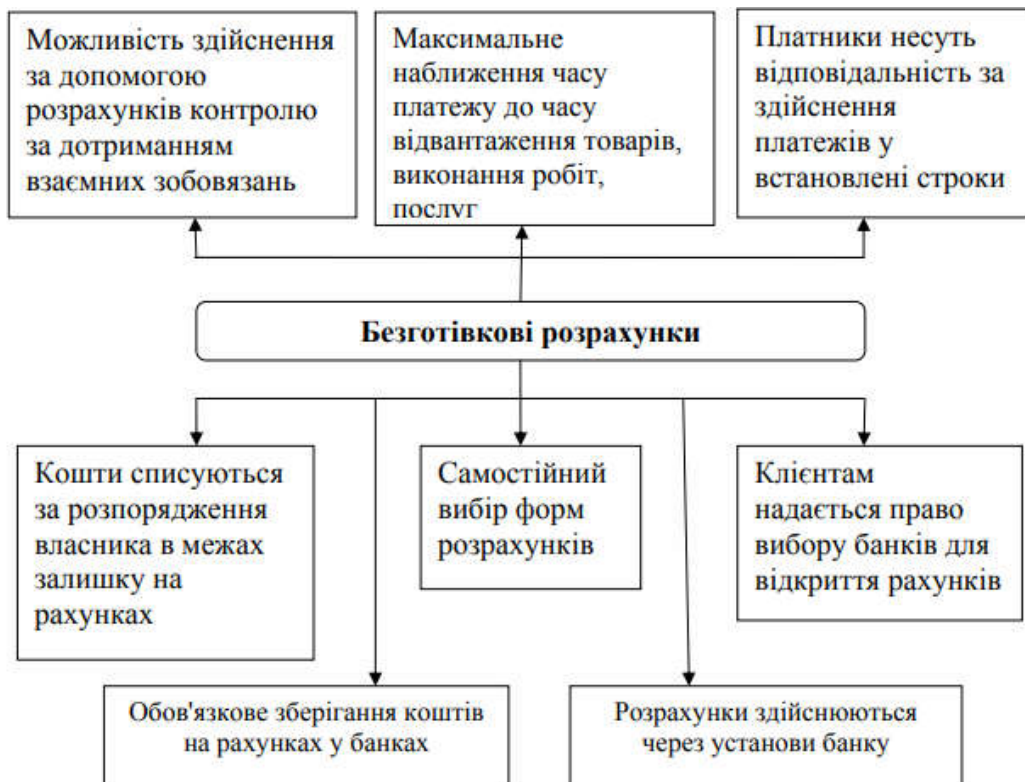 Можливість здійснення
за допомогою
розрахунків контролю
за дотриманням
взаємних зобовязань
Максимальне
наближення часу
платежу до часу
відвантаження товарів,
виконання робіт,
послуг
Платники несуть
відповідальність за
здійснення
платежів у
встановлені строки
Безготівкові розрахунки
Кошти списуються
за розпорядження
власника в межах
залишку на
рахунках
Самостійний
вибір форм
розрахунків
Клієнтам
надається право
вибору банків для
відкриття рахунків
Обов'язкове зберігання коштів
на рахунках у банках
Розрахунки здійснюються
через установи банку